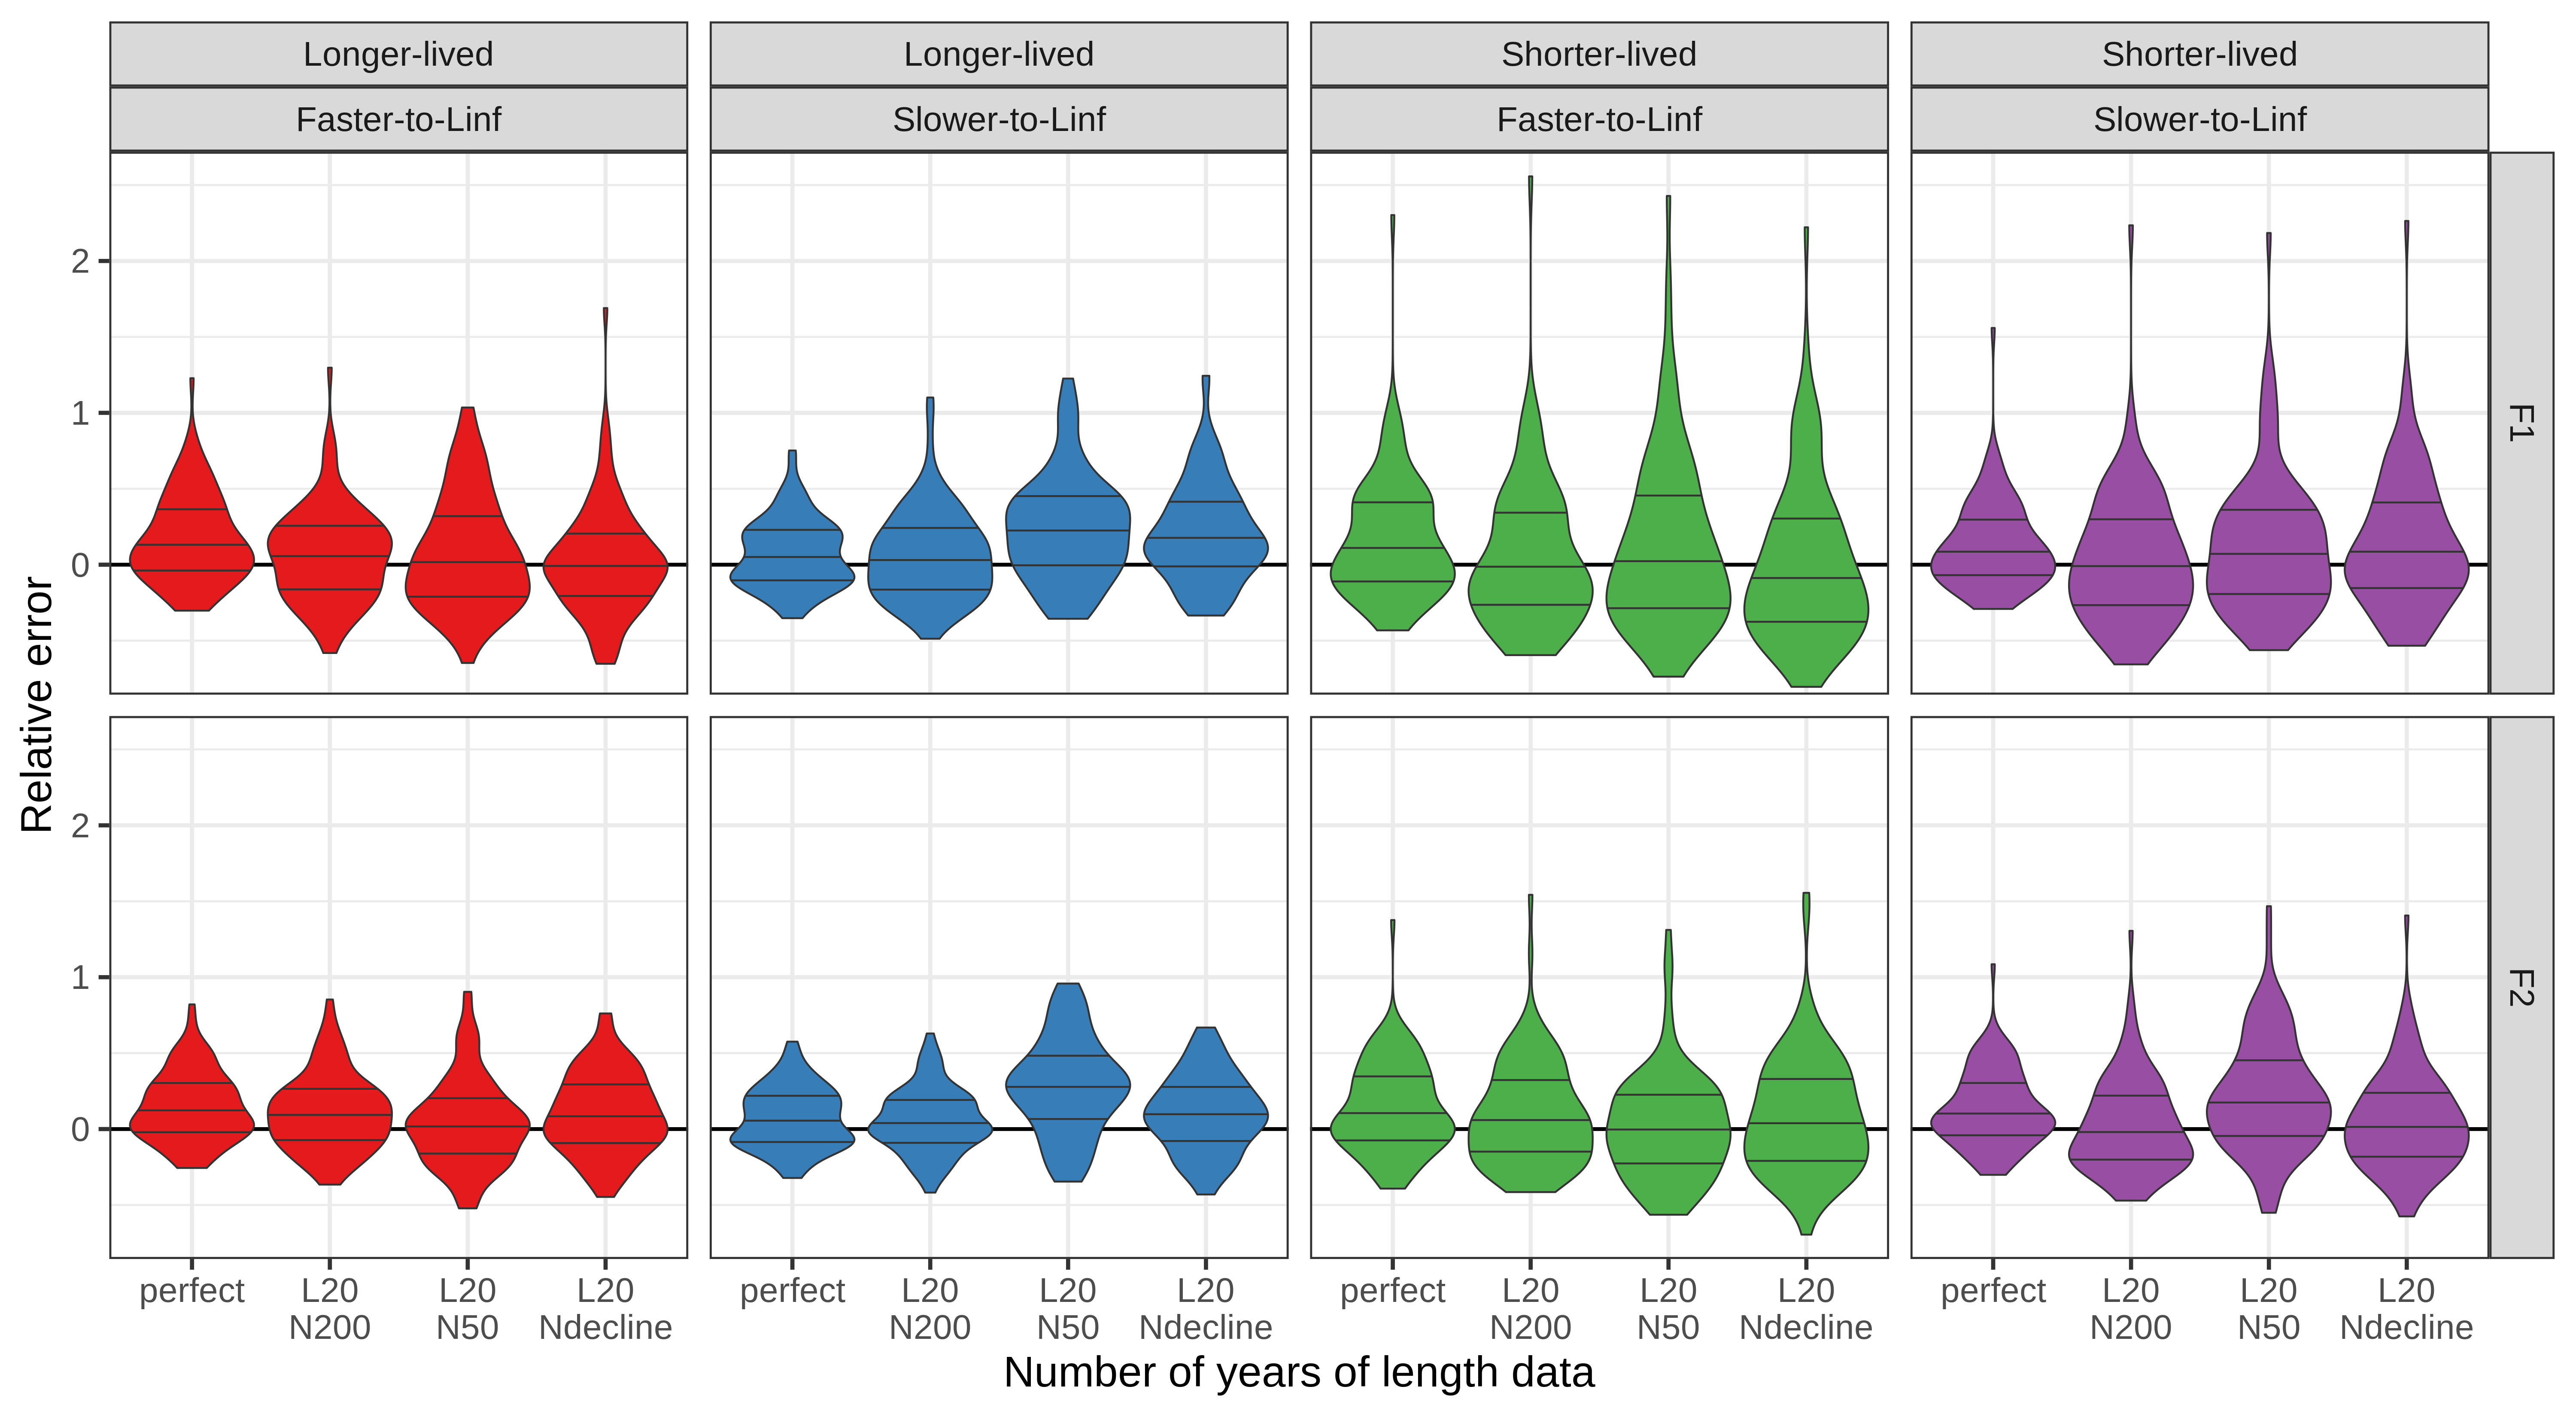 Longer-lived
Longer-lived
Shorter-lived
Shorter-lived
Faster-to-Linf
Slower-to-Linf
Faster-to-Linf
Slower-to-Linf
2
1
0
F1
2
1
0
F2
Relative error
perfect
L20
N200
L20
N50
L20
Ndecline
perfect
L20
N200
L20
N50
L20
Ndecline
perfect
L20
N200
L20
N50
L20
Ndecline
perfect
L20
N200
L20
N50
L20
Ndecline
Number of years of length data